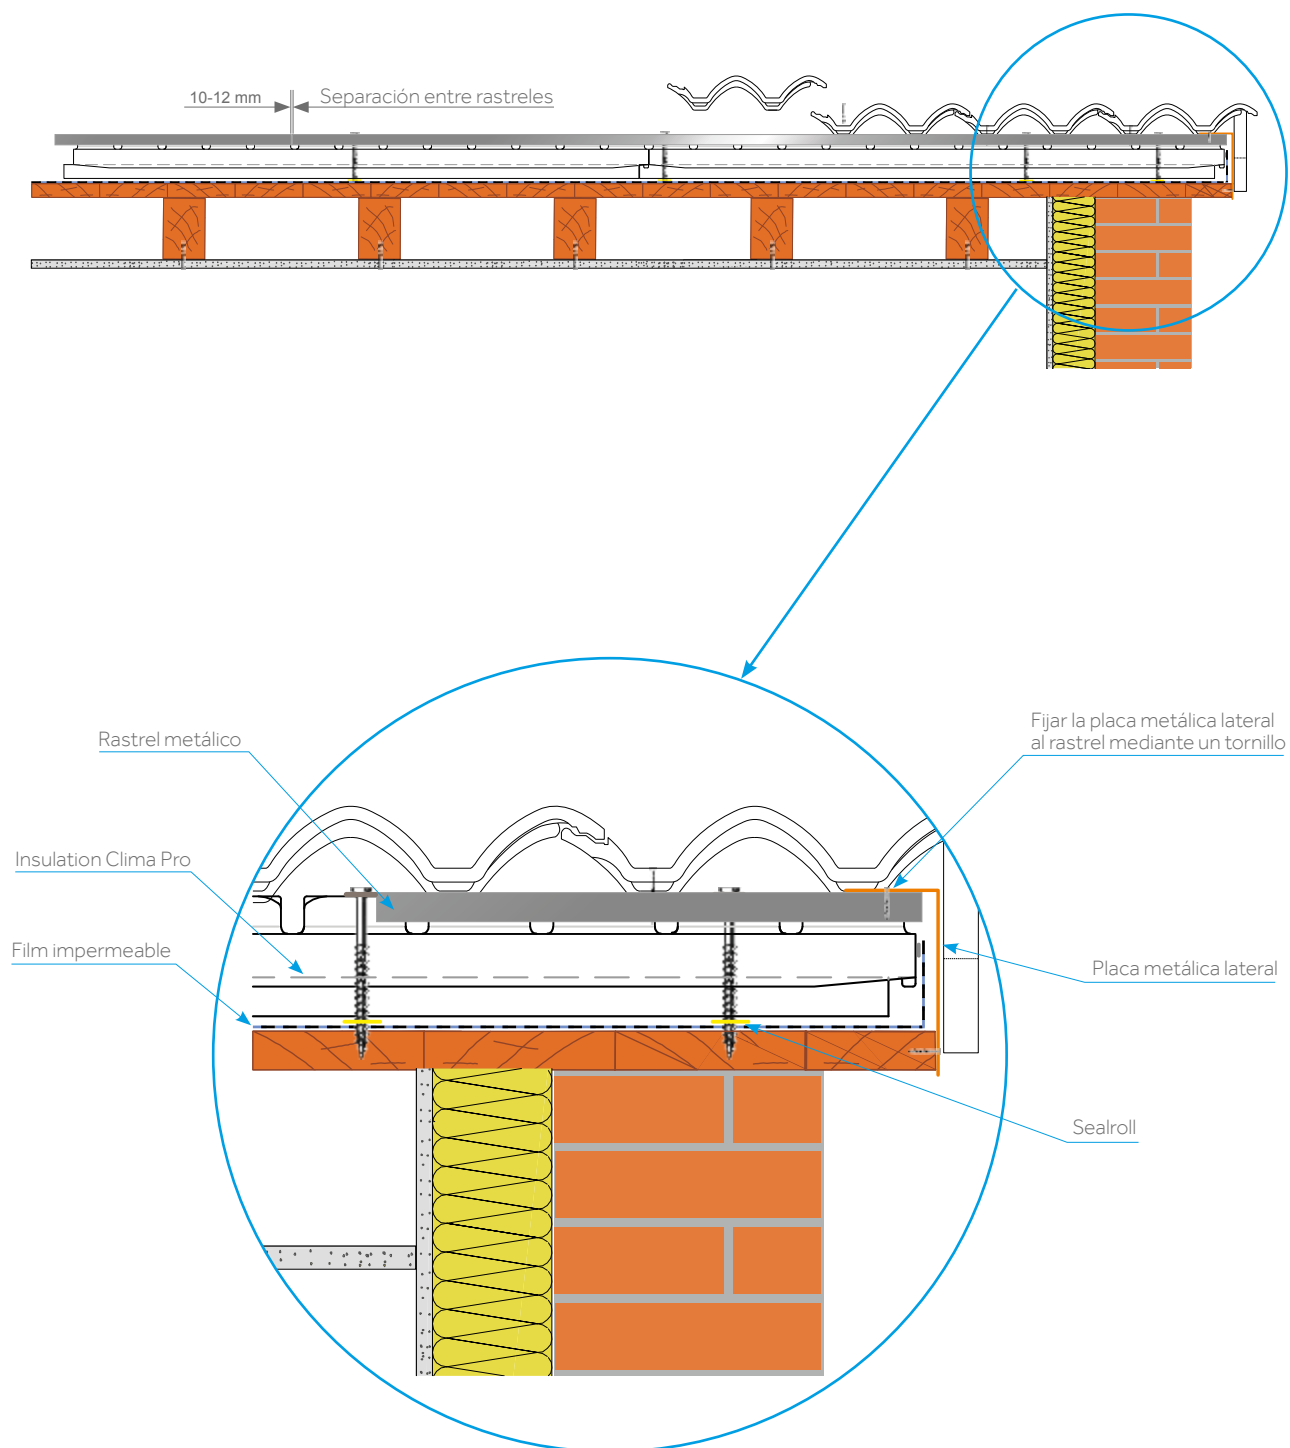 10-12 mm
Separación entre rastreles
Rastrel metálico
Fijar la placa metálica lateral
al rastrel mediante un tornillo
Insulation Clima Pro
Film impermeable
Placa metálica lateral
Sealroll